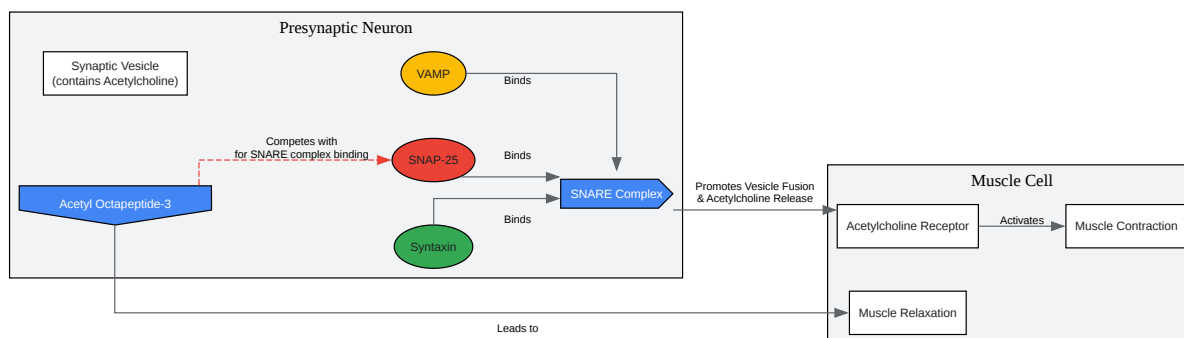 Presynaptic Neuron
Synaptic Vesicle
(contains Acetylcholine)
VAMP
Binds
Competes with
for SNARE complex binding
SNAP-25
Binds
Acetyl Octapeptide-3
SNARE Complex
Binds
Syntaxin
Promotes Vesicle Fusion
& Acetylcholine Release
Muscle Cell
Acetylcholine Receptor
Activates
Muscle Contraction
Muscle Relaxation
Leads to